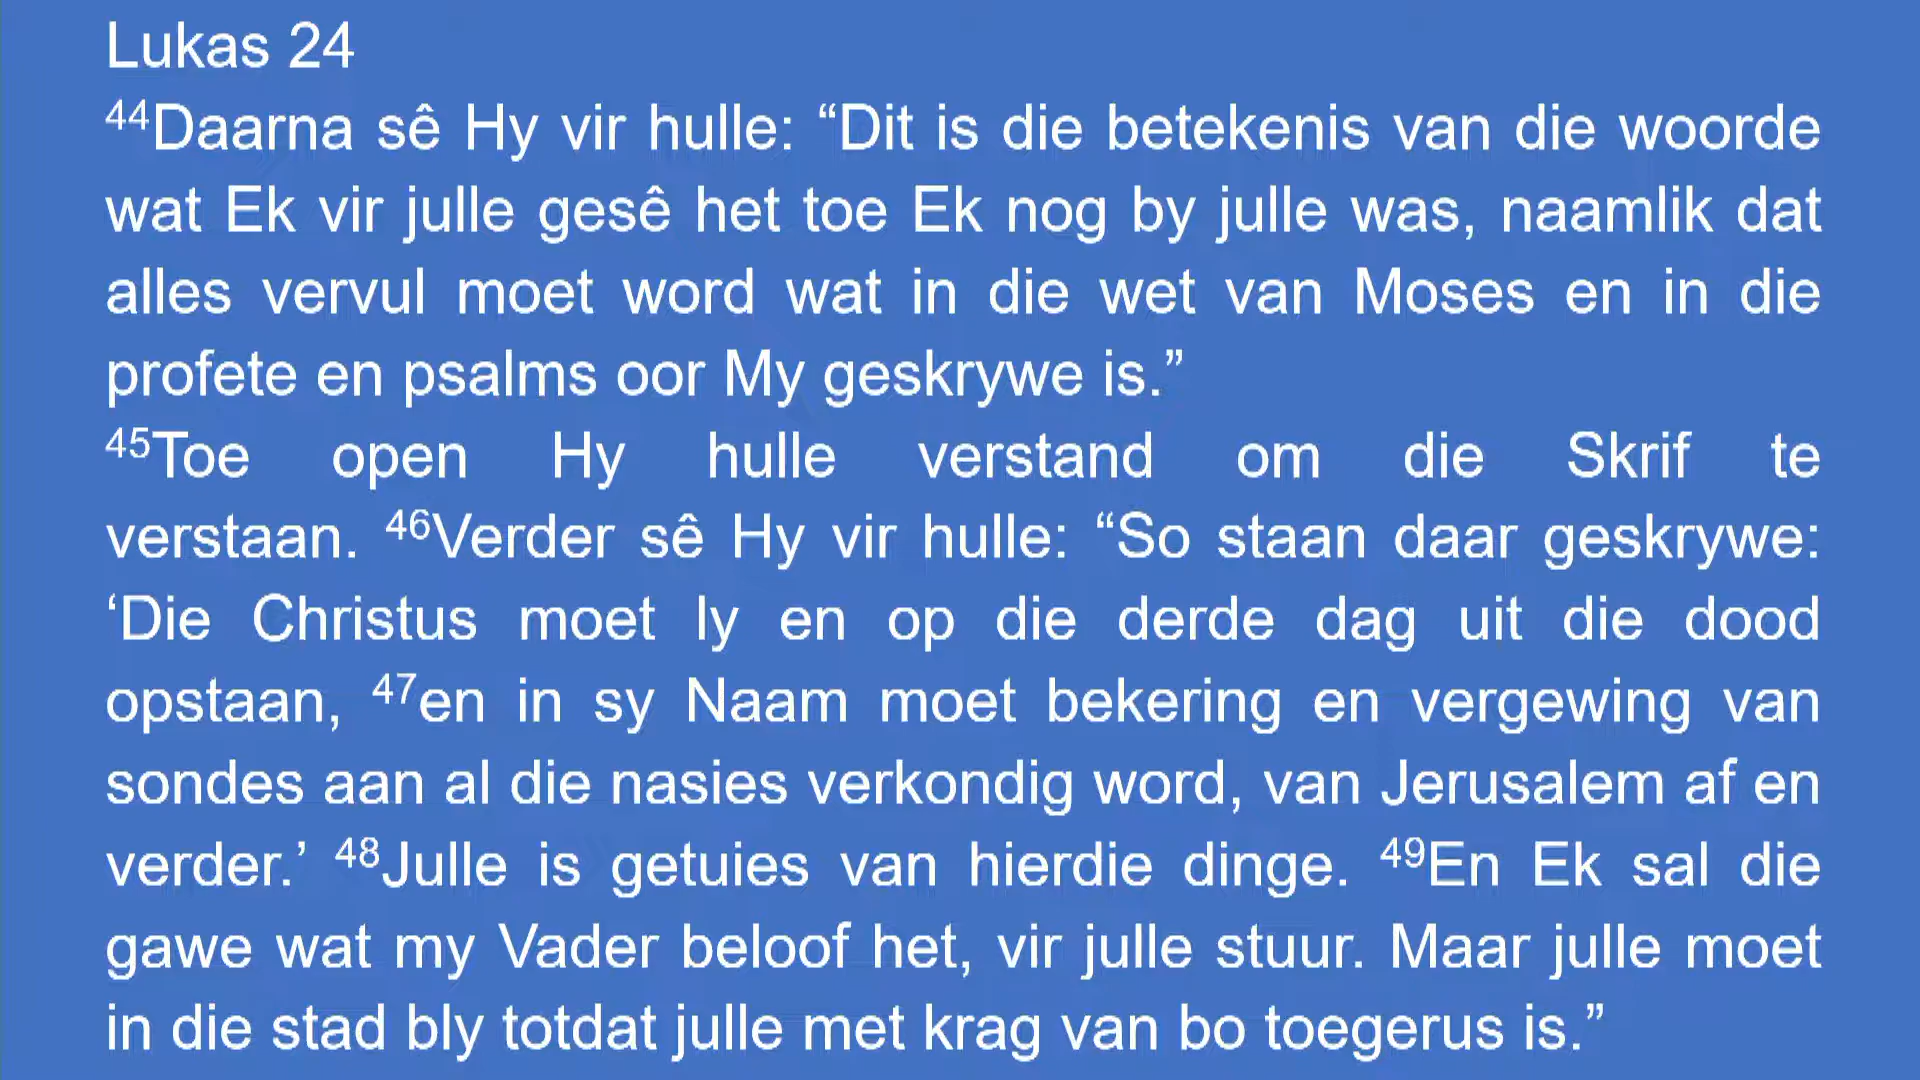 Lukas 24
⁴⁴Daarna sê Hy vir hulle: “Dit is die betekenis van die woorde
wat Ek vir julle gesê het toe Ek nog by julle was, naamlik dat
alles vervul moet word wat in die wet van Moses en in die
profete en psalms oor My geskrywe is.”
⁴⁵Toe open Hy hulle verstand om die Skrif te
verstaan. ⁴⁶Verder sê Hy vir hulle: “So staan daar geskrywe:
‘Die Christus moet ly en op die derde dag uit die dood
opstaan, ⁴⁷en in sy Naam moet bekering en vergewing van
sondes aan al die nasies verkondig word, van Jerusalem af en
verder.’ ⁴⁸Julle is getuies van hierdie dinge. ⁴⁹En Ek sal die
gawe wat my Vader beloof het, vir julle stuur. Maar julle moet
in die stad bly totdat julle met krag van bo toegerus is.”